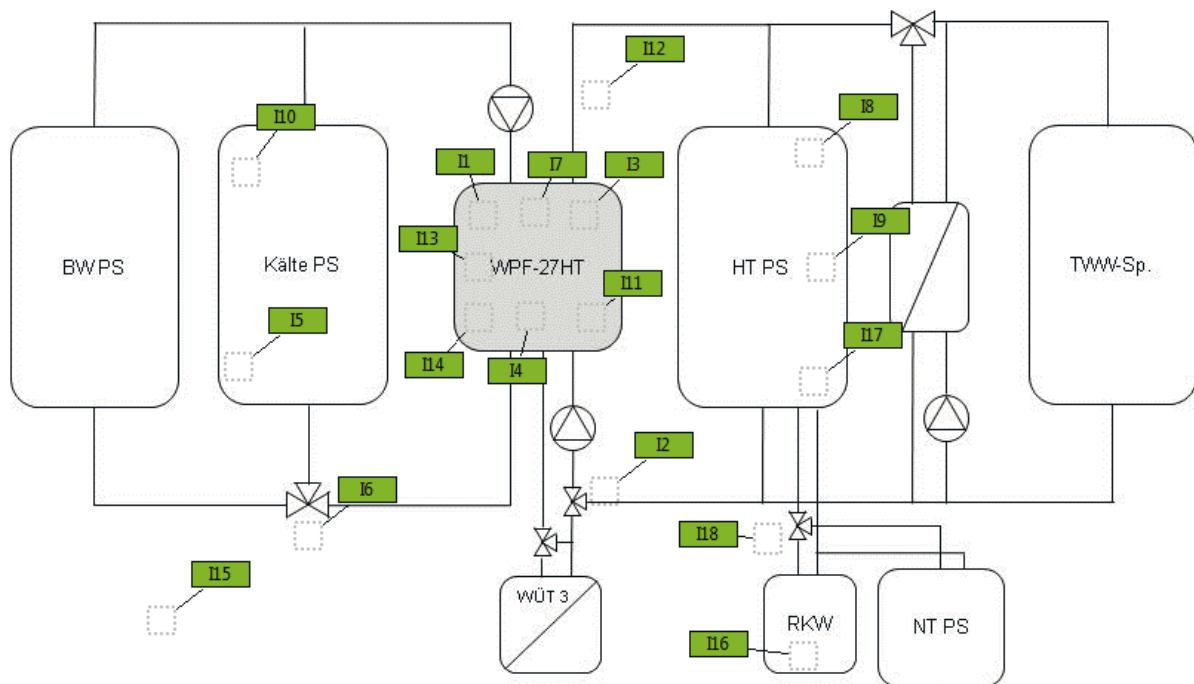 I12
I8
I10
I1
I7
I3
I13
I9
BW PS
Kälte PS
WPF-27HT
HT PS
TWW-Sp.
I11
I5
I17
I14
I4
I2
I6
I18
I15
WÜT 3
RKW
NT PS
I16